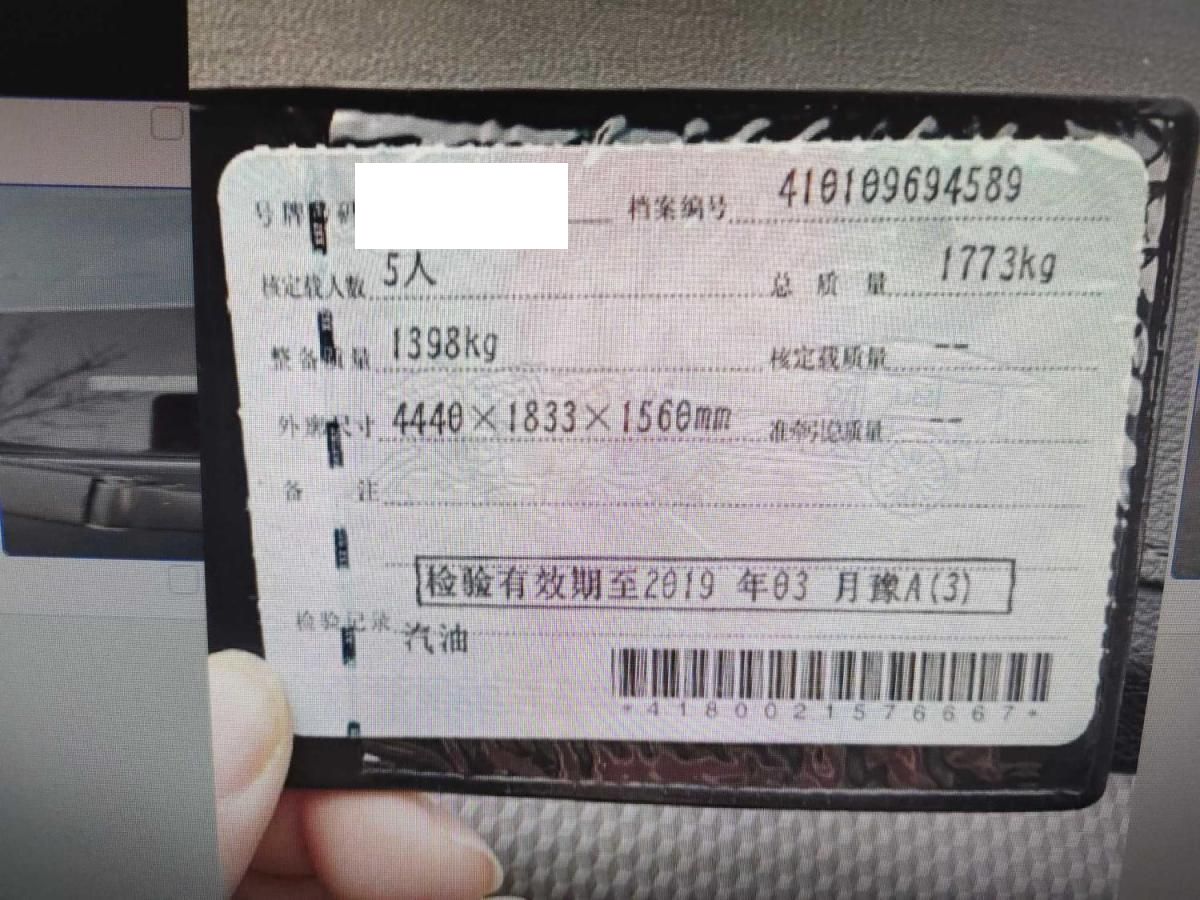 号牌号码 档案编号 410109694589
核定载人数 5人 总质量 1773kg
整备质量 1398kg 核定载质量 --
外廓尺寸 4440×1833×1560mm 准牵引总质量 --
备注
检验有效期至2019 年03 月豫A(3)
检验记录 汽油
*4180021576667*